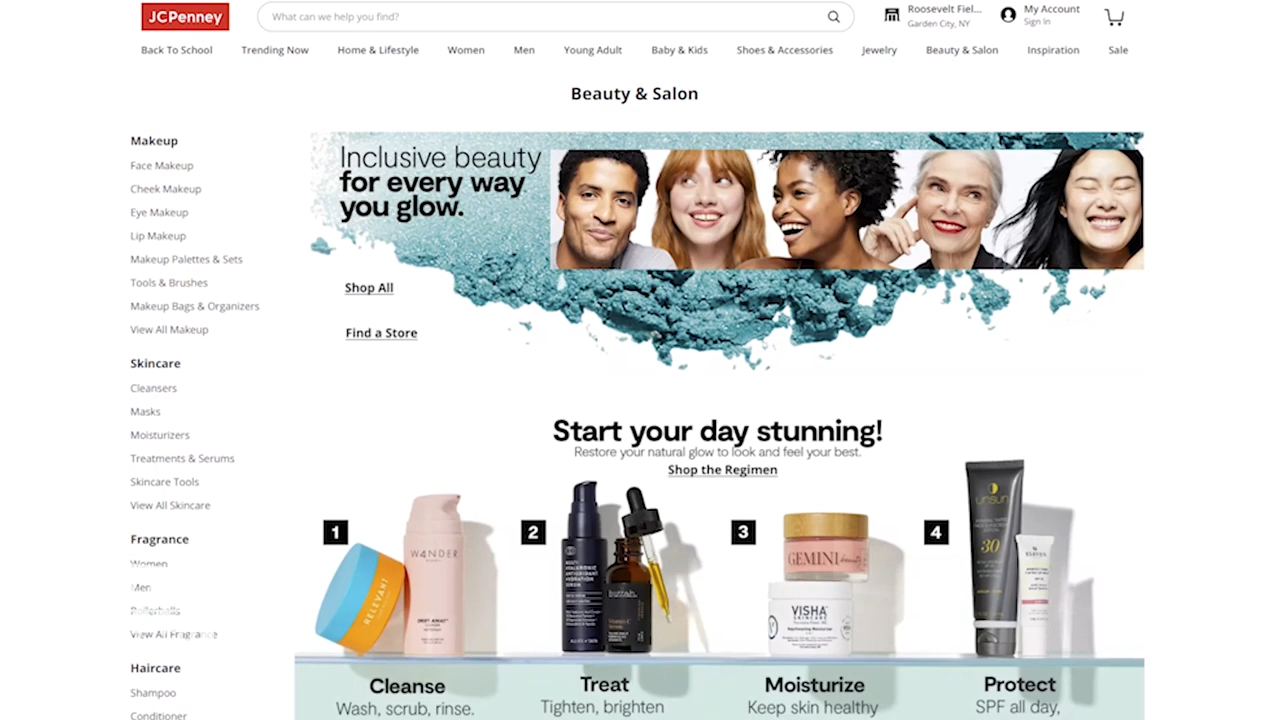 JCPenney
What can we help you find?
Roosevelt Fiel...
Garden City, NY
My Account
Sign In
Back To School
Trending Now
Home & Lifestyle
Women
Men
Young Adult
Baby & Kids
Shoes & Accessories
Jewelry
Beauty & Salon
Inspiration
Sale
Beauty & Salon
Makeup
Face Makeup
Cheek Makeup
Eye Makeup
Lip Makeup
Makeup Palettes & Sets
Tools & Brushes
Makeup Bags & Organizers
View All Makeup
Skincare
Cleansers
Masks
Moisturizers
Treatments & Serums
Skincare Tools
View All Skincare
Fragrance
Women
Men
Rollerballs
View All Fragrance
Haircare
Shampoo
Conditioner
Inclusive beauty
for every way
you glow.
Shop All
Find a Store
Start your day stunning!
Restore your natural glow to look and feel your best.
Shop the Regimen
1
RELEVANT
WANDER
2
buttah.
3
GEMINI
VISHA
SKINCARE
4
unsun
30
ELEVEN
Cleanse
Wash, scrub, rinse.
Treat
Tighten, brighten
Moisturize
Keep skin healthy
Protect
SPF all day,